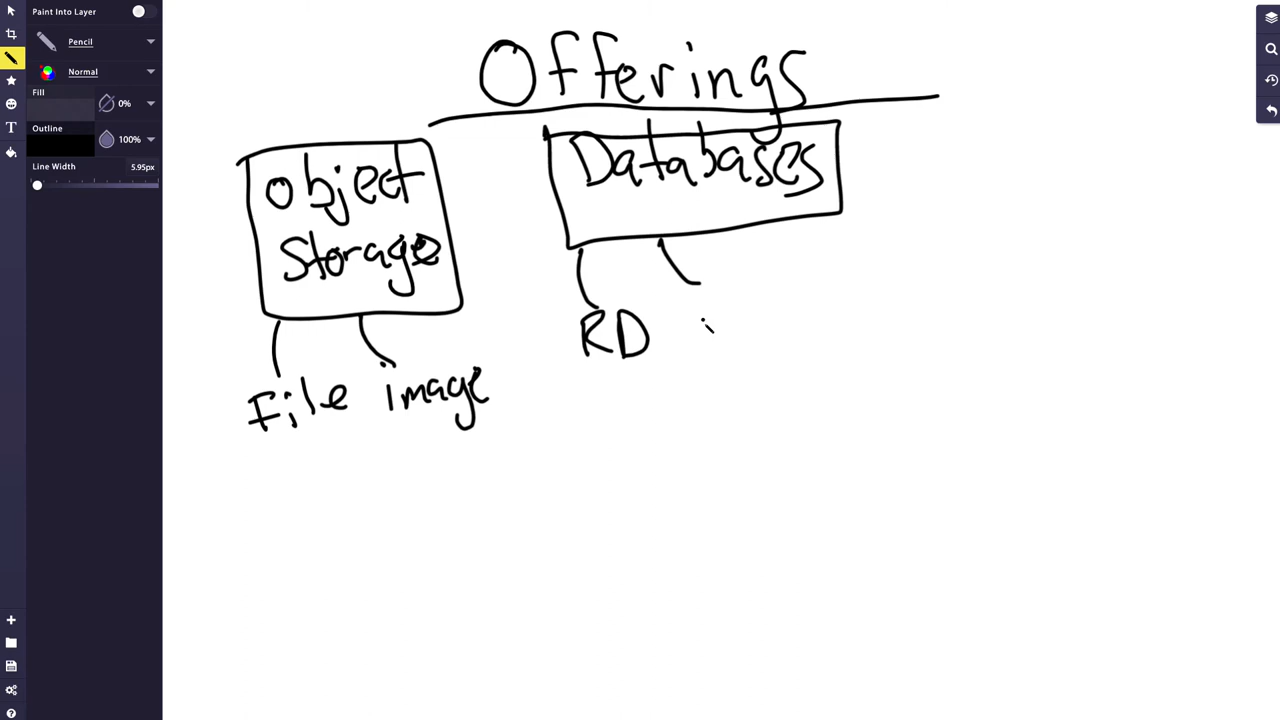 Paint Into Layer
Pencil
Normal
Fill
0%
Outline
100%
Line Width 5.95px
T
?
Offerings
Object
Storage
File image
Databases
RD